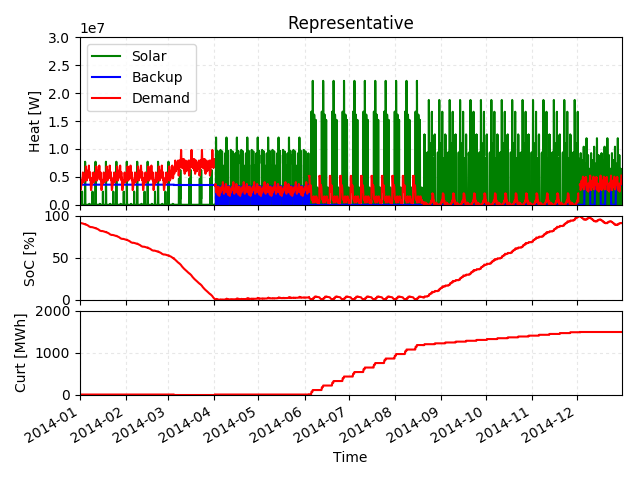 Representative
1e7
3.0
2.5
2.0
1.5
1.0
0.5
0.0
Heat [W]
Solar
Backup
Demand
100
50
0
SoC [%]
2000
1000
0
Curt [MWh]
2014-01
2014-02
2014-03
2014-04
2014-05
2014-06
2014-07
2014-08
2014-09
2014-10
2014-11
2014-12
Time